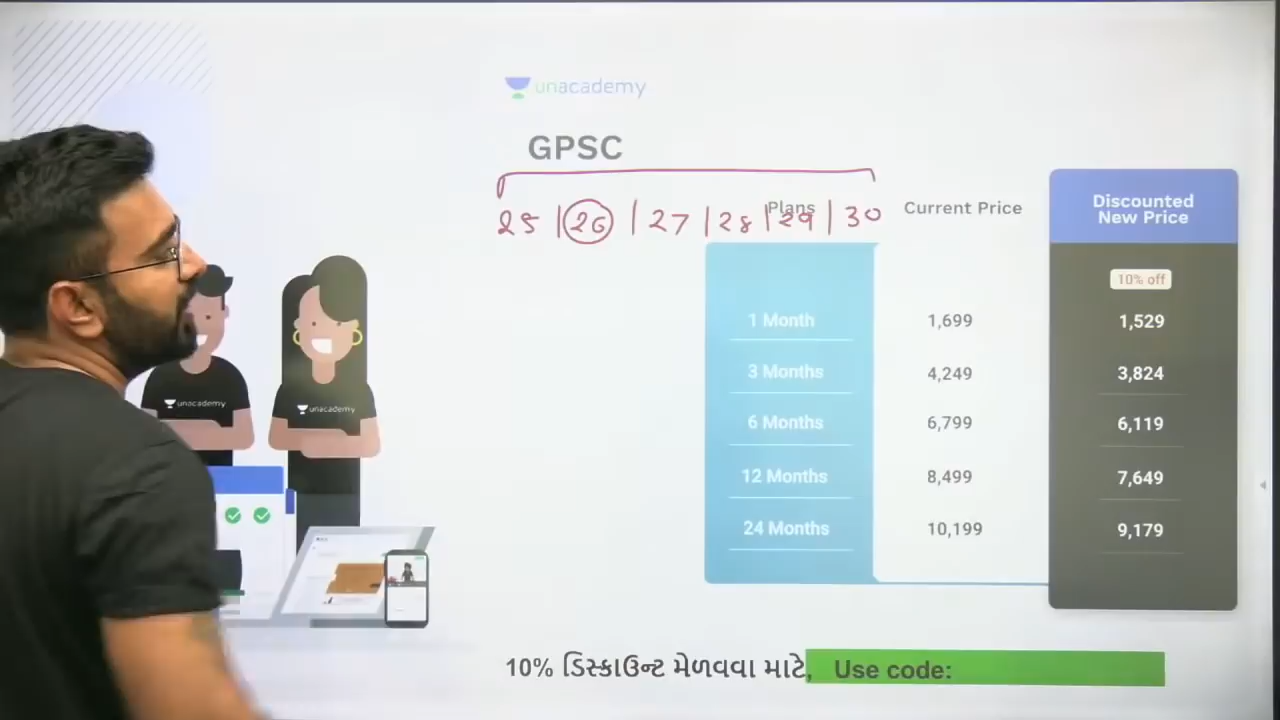 unacademy
GPSC
25 | 26 | 27 | 28 | 29 | 30
Plans Current Price Discounted
New Price
10% off
1 Month 1,699 1,529
3 Months 4,249 3,824
6 Months 6,799 6,119
12 Months 8,499 7,649
24 Months 10,199 9,179
unacademy
unacademy
10% ડિસ્કાઉન્ટ મેળવવા માટે, Use code: